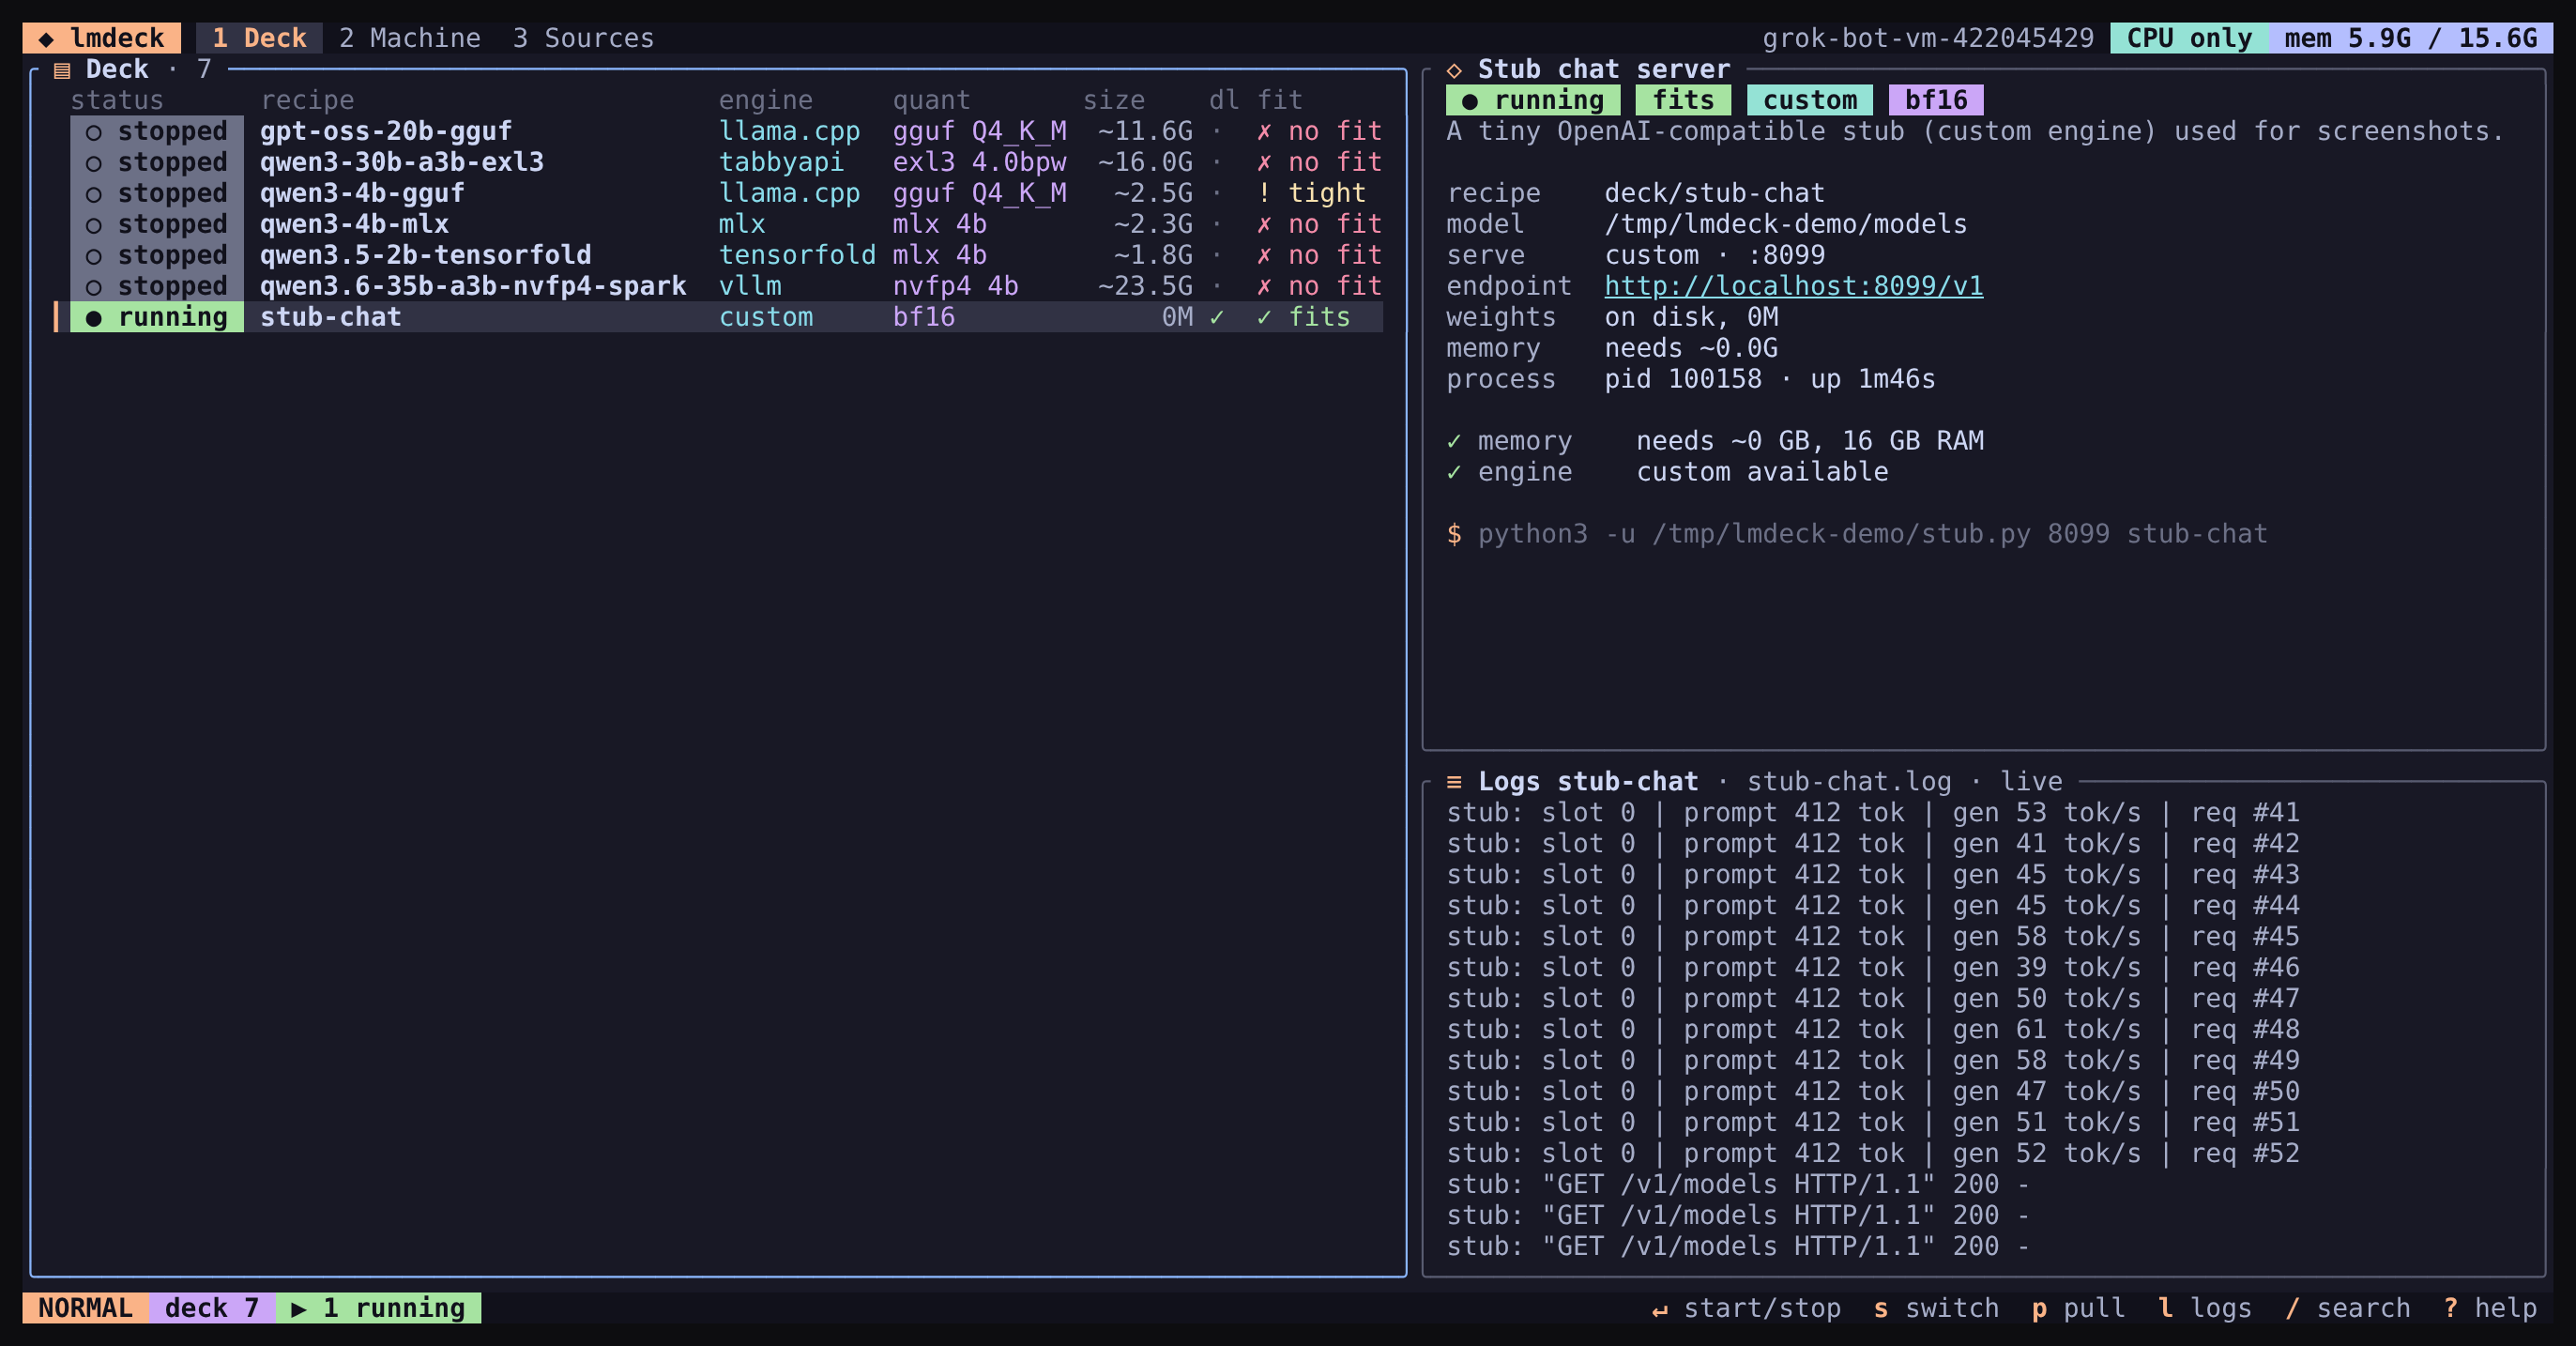 ◆ lmdeck 1 Deck 2 Machine 3 Sources grok-bot-vm-422045429 CPU only mem 5.9G / 15.6G
▤ Deck · 7
status recipe engine quant size dl fit
○ stopped gpt-oss-20b-gguf llama.cpp gguf Q4_K_M ~11.6G · ✗ no fit
○ stopped qwen3-30b-a3b-exl3 tabbyapi exl3 4.0bpw ~16.0G · ✗ no fit
○ stopped qwen3-4b-gguf llama.cpp gguf Q4_K_M ~2.5G · ! tight
○ stopped qwen3-4b-mlx mlx mlx 4b ~2.3G · ✗ no fit
○ stopped qwen3.5-2b-tensorfold tensorfold mlx 4b ~1.8G · ✗ no fit
○ stopped qwen3.6-35b-a3b-nvfp4-spark vllm nvfp4 4b ~23.5G · ✗ no fit
● running stub-chat custom bf16 0M ✓ ✓ fits
◇ Stub chat server
● running fits custom bf16
A tiny OpenAI-compatible stub (custom engine) used for screenshots.
recipe deck/stub-chat
model /tmp/lmdeck-demo/models
serve custom · :8099
endpoint http://localhost:8099/v1
weights on disk, 0M
memory needs ~0.0G
process pid 100158 · up 1m46s
✓ memory needs ~0 GB, 16 GB RAM
✓ engine custom available
$ python3 -u /tmp/lmdeck-demo/stub.py 8099 stub-chat
≡ Logs stub-chat · stub-chat.log · live
stub: slot 0 | prompt 412 tok | gen 53 tok/s | req #41
stub: slot 0 | prompt 412 tok | gen 41 tok/s | req #42
stub: slot 0 | prompt 412 tok | gen 45 tok/s | req #43
stub: slot 0 | prompt 412 tok | gen 45 tok/s | req #44
stub: slot 0 | prompt 412 tok | gen 58 tok/s | req #45
stub: slot 0 | prompt 412 tok | gen 39 tok/s | req #46
stub: slot 0 | prompt 412 tok | gen 50 tok/s | req #47
stub: slot 0 | prompt 412 tok | gen 61 tok/s | req #48
stub: slot 0 | prompt 412 tok | gen 58 tok/s | req #49
stub: slot 0 | prompt 412 tok | gen 47 tok/s | req #50
stub: slot 0 | prompt 412 tok | gen 51 tok/s | req #51
stub: slot 0 | prompt 412 tok | gen 52 tok/s | req #52
stub: "GET /v1/models HTTP/1.1" 200 -
stub: "GET /v1/models HTTP/1.1" 200 -
stub: "GET /v1/models HTTP/1.1" 200 -
NORMAL deck 7 ▶ 1 running ↵ start/stop s switch p pull l logs / search ? help